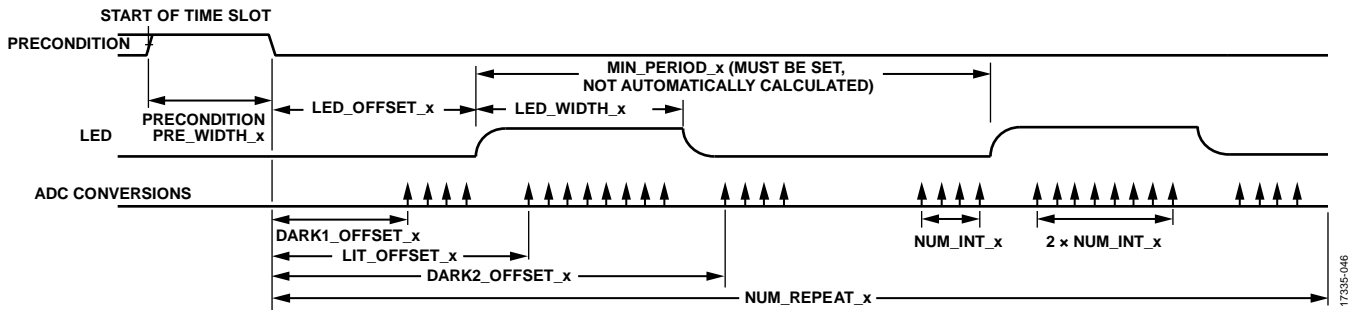 START OF TIME SLOT
PRECONDITION
MIN_PERIOD_x (MUST BE SET,
NOT AUTOMATICALLY CALCULATED)
LED_OFFSET_x
LED_WIDTH_x
PRECONDITION
PRE_WIDTH_x
LED
ADC CONVERSIONS
DARK1_OFFSET_x
NUM_INT_x
2 × NUM_INT_x
LIT_OFFSET_x
DARK2_OFFSET_x
NUM_REPEAT_x
17335-046